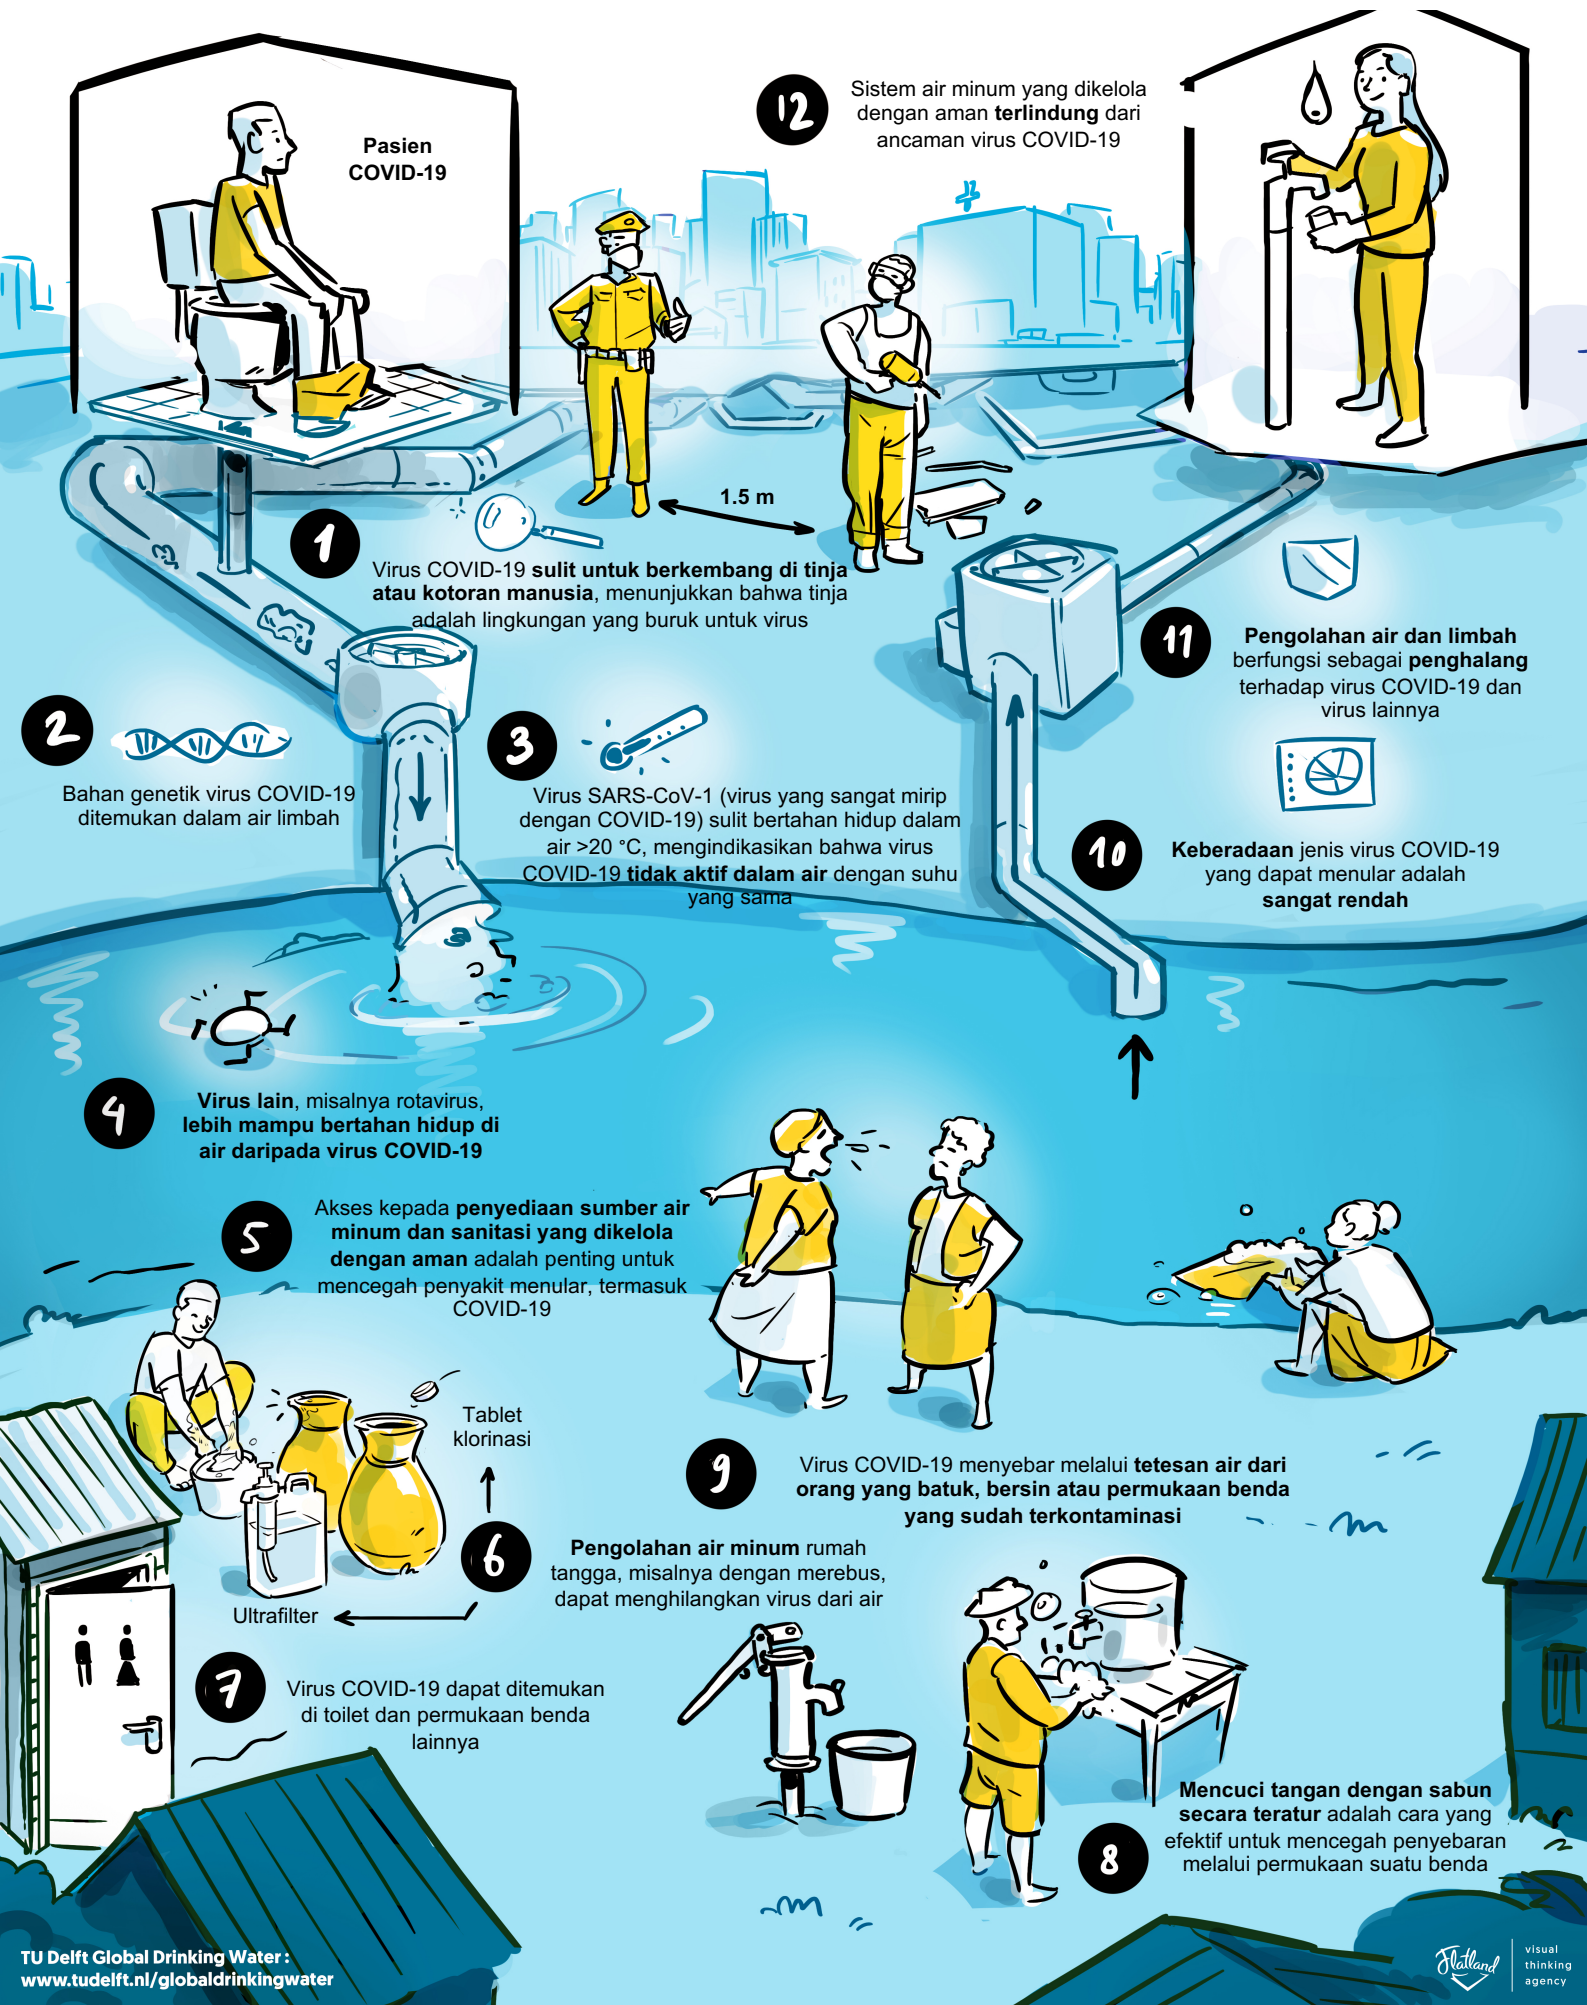 Pasien
COVID-19
12
Sistem air minum yang dikelola
dengan aman terlindung dari
ancaman virus COVID-19
1.5 m
1
Virus COVID-19 sulit untuk berkembang di tinja
atau kotoran manusia, menunjukkan bahwa tinja
adalah lingkungan yang buruk untuk virus
11
Pengolahan air dan limbah
berfungsi sebagai penghalang
terhadap virus COVID-19 dan
virus lainnya
2
Bahan genetik virus COVID-19
ditemukan dalam air limbah
3
Virus SARS-CoV-1 (virus yang sangat mirip
dengan COVID-19) sulit bertahan hidup dalam
air >20 °C, mengindikasikan bahwa virus
COVID-19 tidak aktif dalam air dengan suhu
yang sama
10
Keberadaan jenis virus COVID-19
yang dapat menular adalah
sangat rendah
4
Virus lain, misalnya rotavirus,
lebih mampu bertahan hidup di
air daripada virus COVID-19
5
Akses kepada penyediaan sumber air
minum dan sanitasi yang dikelola
dengan aman adalah penting untuk
mencegah penyakit menular, termasuk
COVID-19
Tablet
klorinasi
9
Virus COVID-19 menyebar melalui tetesan air dari
orang yang batuk, bersin atau permukaan benda
yang sudah terkontaminasi
6
Pengolahan air minum rumah
tangga, misalnya dengan merebus,
dapat menghilangkan virus dari air
Ultrafilter
7
Virus COVID-19 dapat ditemukan
di toilet dan permukaan benda
lainnya
8
Mencuci tangan dengan sabun
secara teratur adalah cara yang
efektif untuk mencegah penyebaran
melalui permukaan suatu benda
TU Delft Global Drinking Water :
www.tudelft.nl/globaldrinkingwater
Flatland
visual
thinking
agency